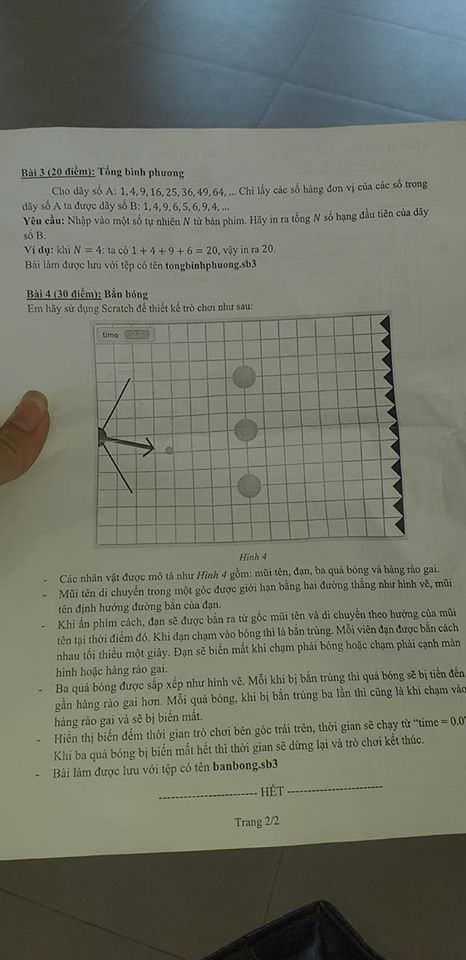 Bài 3 (20 điểm): Tổng bình phương
Cho dãy số A: 1, 4, 9, 16, 25, 36, 49, 64, ... Chỉ lấy các số hàng đơn vị của các số trong
dãy số A ta được dãy số B: 1, 4, 9, 6, 5, 6, 9, 4, ...
Yêu cầu: Nhập vào một số tự nhiên N từ bàn phím. Hãy in ra tổng N số hạng đầu tiên của dãy
số B.
Ví dụ: khi N = 4: ta có 1 + 4 + 9 + 6 = 20, vậy in ra 20.
Bài làm được lưu với tệp có tên tongbinhphuong.sb3
Bài 4 (30 điểm): Bắn bóng
Em hãy sử dụng Scratch để thiết kế trò chơi như sau:
time
Hình 4
- Các nhân vật được mô tả như Hình 4 gồm: mũi tên, đạn, ba quả bóng và hàng rào gai.
- Mũi tên di chuyển trong một góc được giới hạn bằng hai đường thẳng như hình vẽ, mũi
tên định hướng đường bắn của đạn.
- Khi ấn phím cách, đạn sẽ được bắn ra từ gốc mũi tên và di chuyển theo hướng của mũi
tên tại thời điểm đó. Khi đạn chạm vào bóng thì là bắn trúng. Mỗi viên đạn được bắn cách
nhau tối thiểu một giây. Đạn sẽ biến mất khi chạm phải bóng hoặc chạm phải cạnh màn
hình hoặc hàng rào gai.
- Ba quả bóng được sắp xếp như hình vẽ. Mỗi khi bị bắn trúng thì quả bóng sẽ bị tiến đến
gần hàng rào gai hơn. Mỗi quả bóng, khi bị bắn trúng ba lần thì cũng là khi chạm vào
hàng rào gai và sẽ bị biến mất.
- Hiển thị biến đếm thời gian trò chơi bên góc trái trên, thời gian sẽ chạy từ "time = 0.0"
Khi ba quả bóng bị biến mất hết thì thời gian sẽ dừng lại và trò chơi kết thúc.
- Bài làm được lưu với tệp có tên banbong.sb3
------------------------ HẾT ------------------------
Trang 2/2